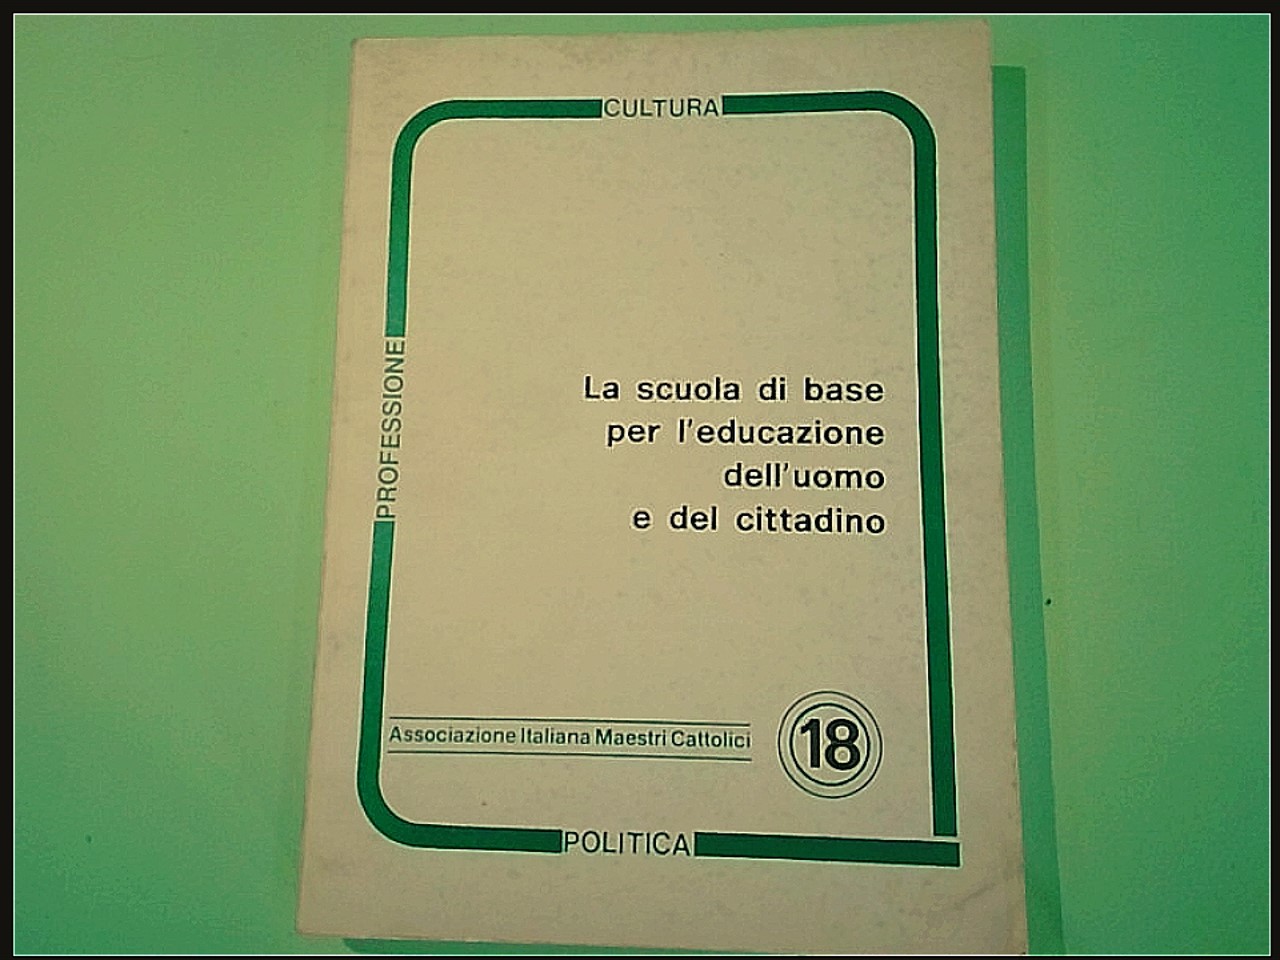 CULTURA
PROFESSIONE
La scuola di base
per l'educazione
dell'uomo
e del cittadino
Associazione Italiana Maestri Cattolici
18
POLITICA